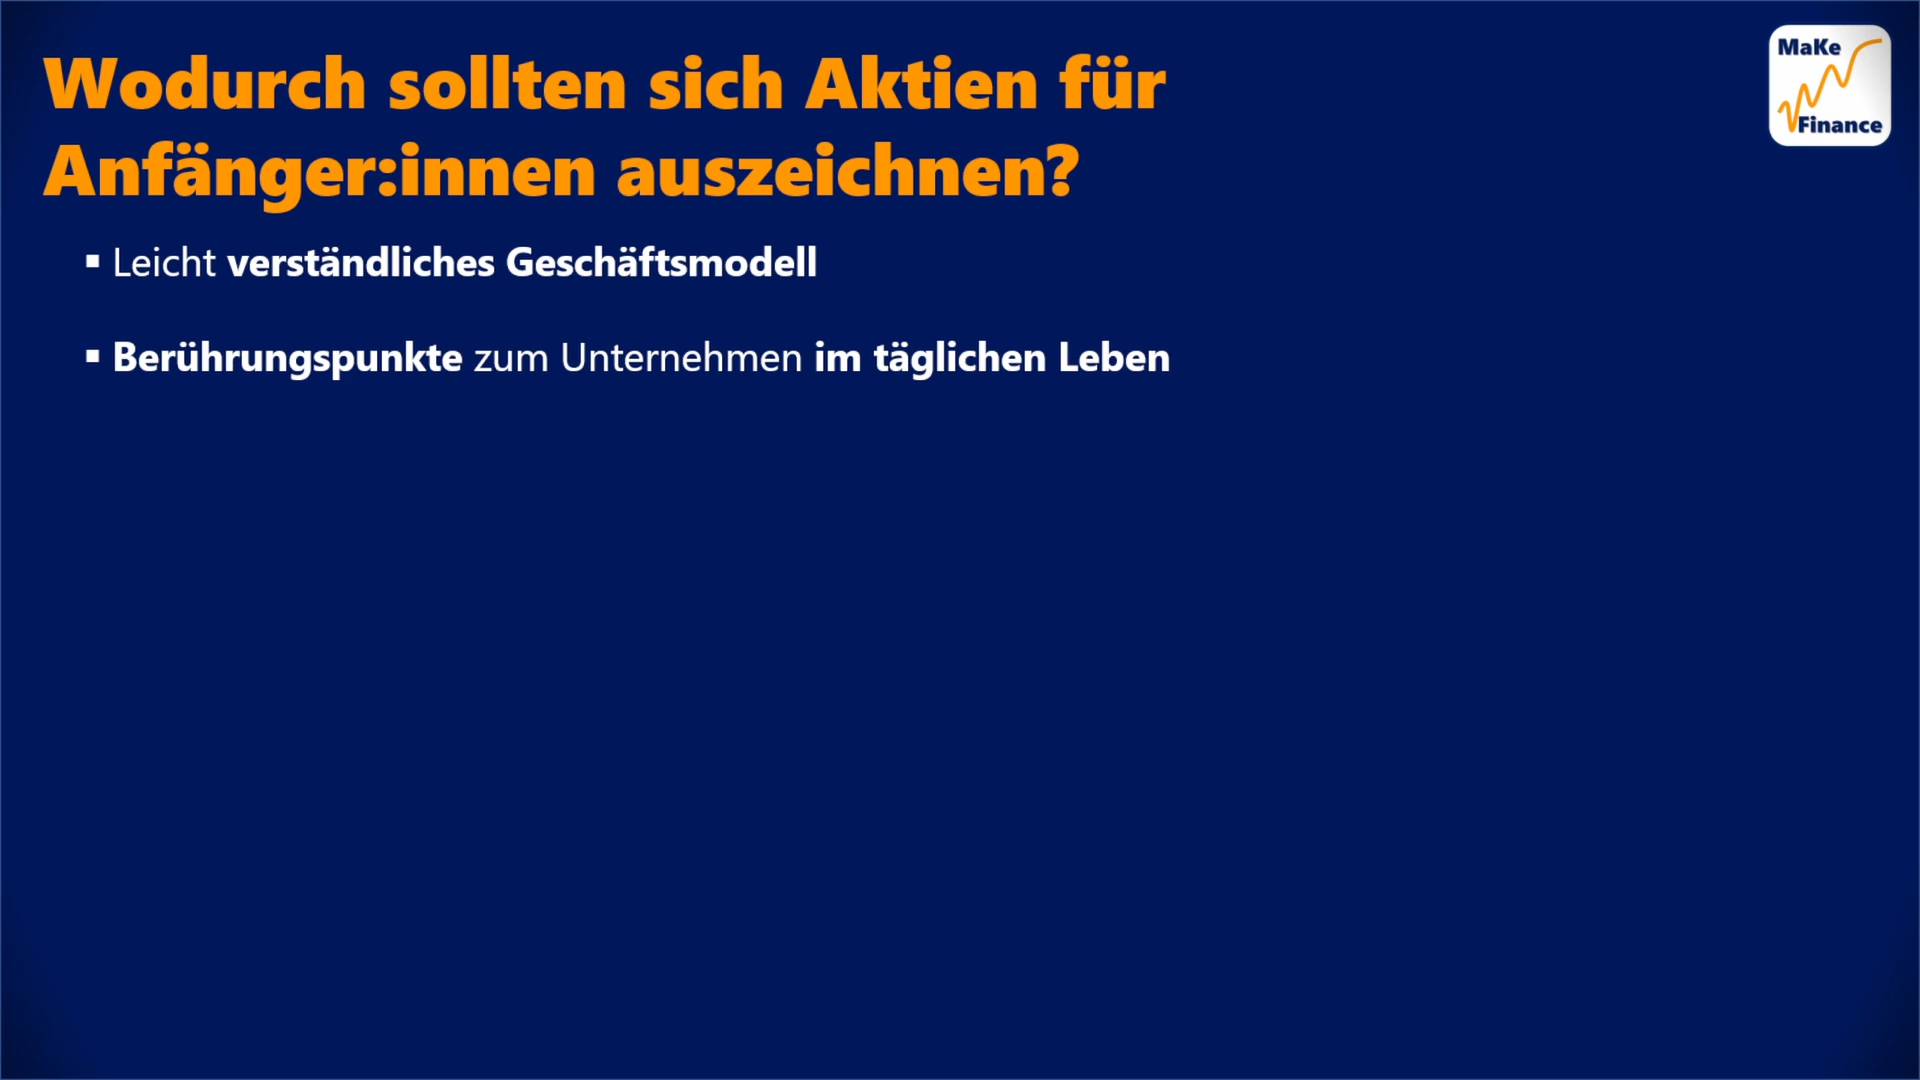 Wodurch sollten sich Aktien für
Anfänger:innen auszeichnen?
MaKe
Finance
▪ Leicht verständliches Geschäftsmodell
▪ Berührungspunkte zum Unternehmen im täglichen Leben